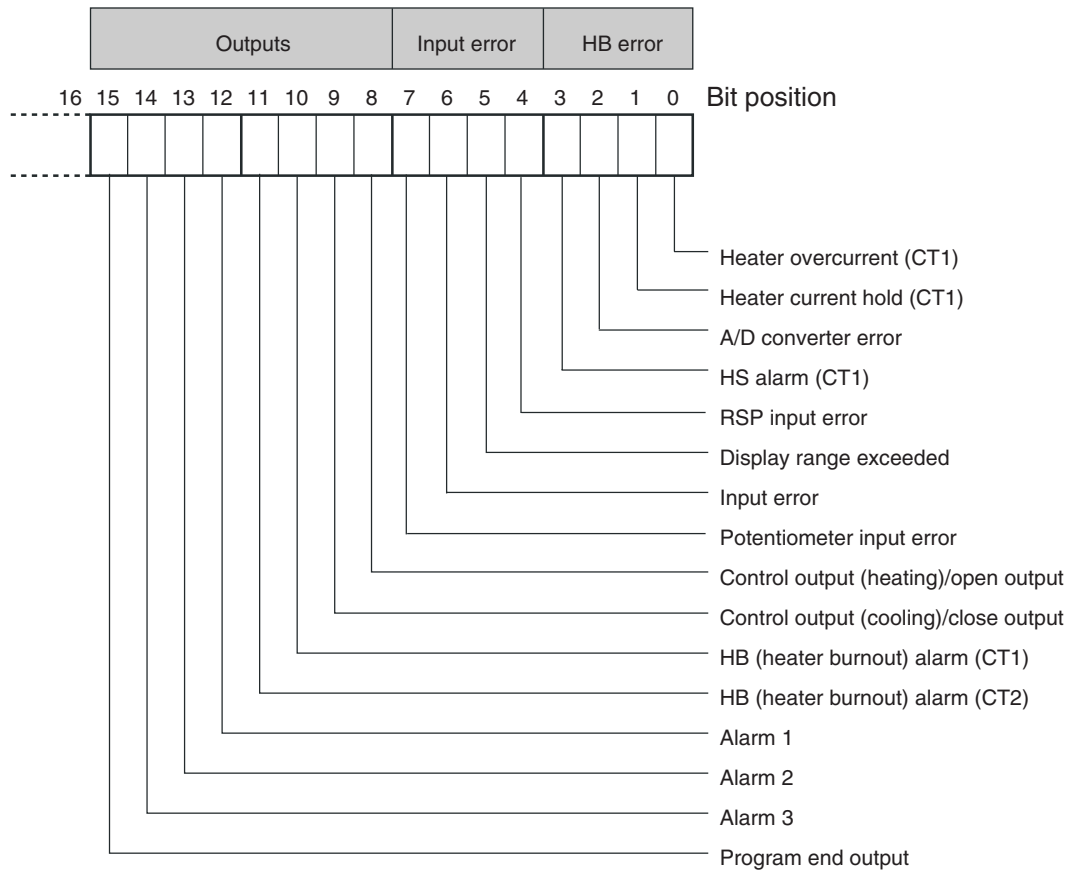 Outputs Input error HB error
16 15 14 13 12 11 10 9 8 7 6 5 4 3 2 1 0 Bit position
Heater overcurrent (CT1)
Heater current hold (CT1)
A/D converter error
HS alarm (CT1)
RSP input error
Display range exceeded
Input error
Potentiometer input error
Control output (heating)/open output
Control output (cooling)/close output
HB (heater burnout) alarm (CT1)
HB (heater burnout) alarm (CT2)
Alarm 1
Alarm 2
Alarm 3
Program end output